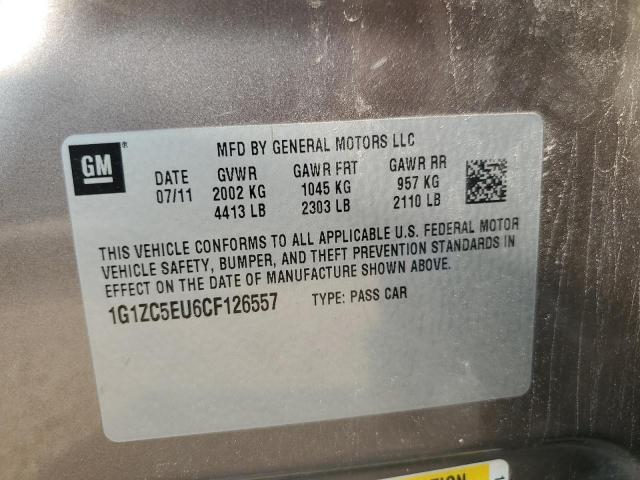 GM®
MFD BY GENERAL MOTORS LLC
DATE GVWR GAWR FRT GAWR RR
07/11 2002 KG 1045 KG 957 KG
4413 LB 2303 LB 2110 LB
THIS VEHICLE CONFORMS TO ALL APPLICABLE U.S. FEDERAL MOTOR
VEHICLE SAFETY, BUMPER, AND THEFT PREVENTION STANDARDS IN
EFFECT ON THE DATE OF MANUFACTURE SHOWN ABOVE.
1G1ZC5EU6CF126557 TYPE: PASS CAR